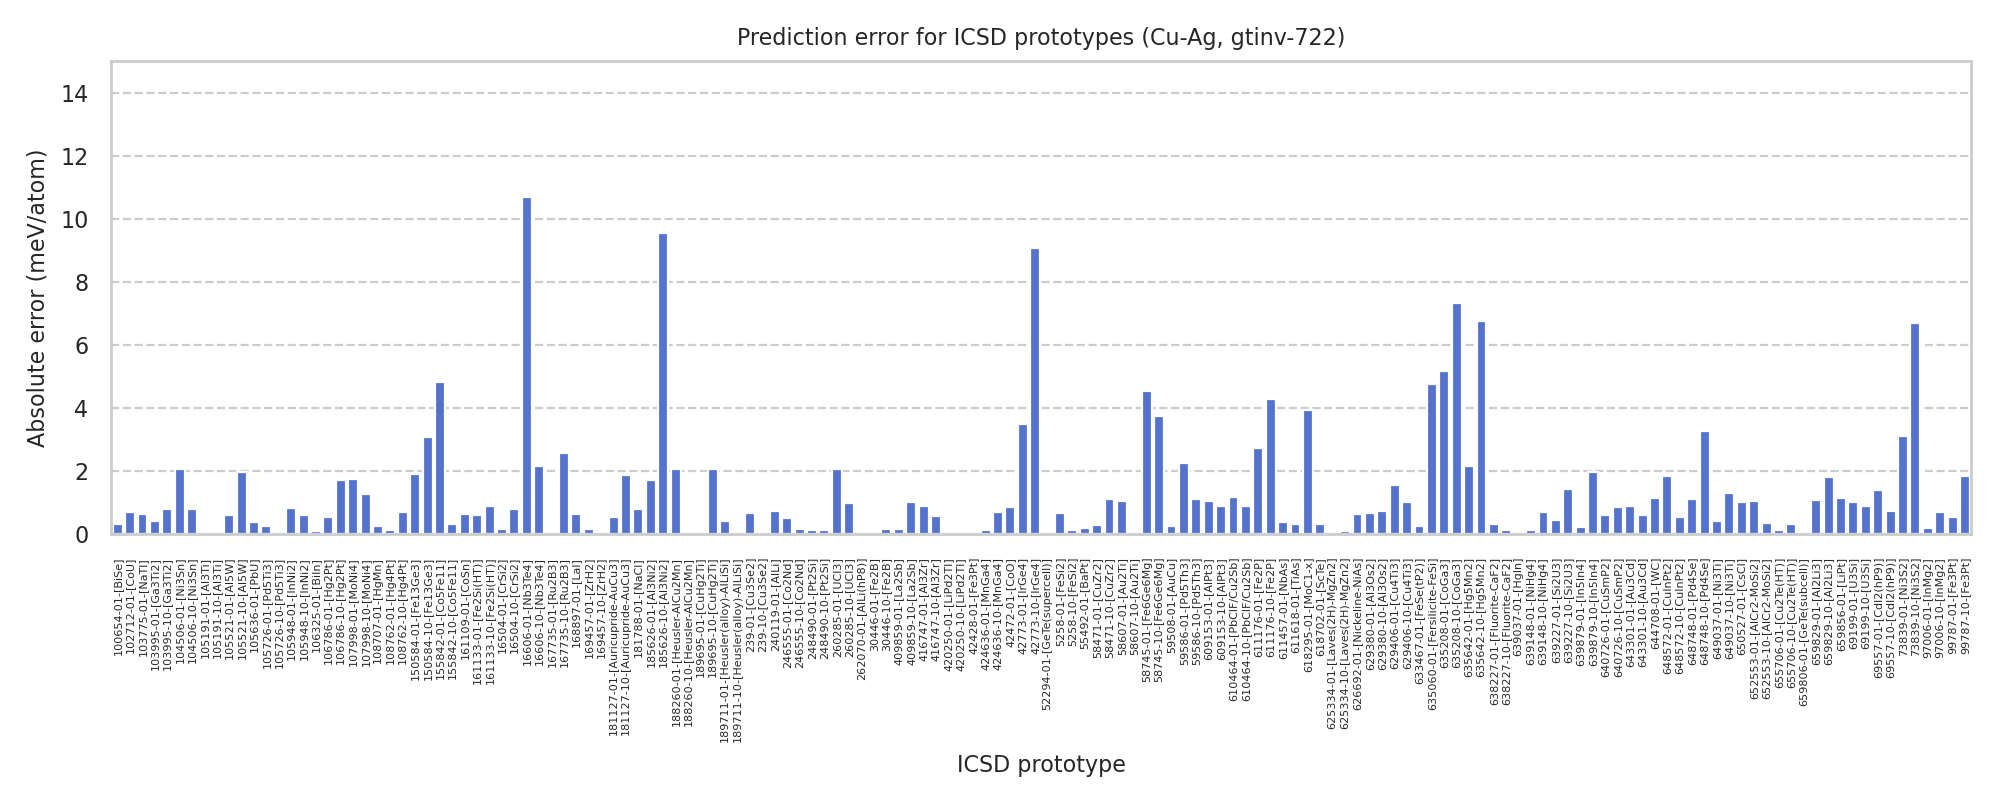 Prediction error for ICSD prototypes (Cu-Ag, gtinv-722)
Absolute error (meV/atom)
14
12
10
8
6
4
2
0
100654-01-[BiSe]
102712-01-[CoU]
103775-01-[NaTl]
103995-01-[Ga3Ti2]
103995-10-[Ga3Ti2]
104506-01-[Ni3Sn]
104506-10-[Ni3Sn]
105191-01-[Al3Ti]
105191-10-[Al3Ti]
105521-01-[Al5W]
105521-10-[Al5W]
105636-01-[PbU]
105726-01-[Pd5Ti3]
105726-10-[Pd5Ti3]
105948-01-[InNi2]
105948-10-[InNi2]
106325-01-[BiIn]
106786-01-[Hg2Pt]
106786-10-[Hg2Pt]
107998-01-[MoNi4]
107998-10-[MoNi4]
108707-01-[HgMn]
108762-01-[Hg4Pt]
108762-10-[Hg4Pt]
150584-01-[Fe13Ge3]
150584-10-[Fe13Ge3]
155842-01-[Co5Fe11]
155842-10-[Co5Fe11]
161109-01-[CoSn]
161133-01-[Fe2Si(HT)]
161133-10-[Fe2Si(HT)]
16504-01-[CrSi2]
16504-10-[CrSi2]
16606-01-[Nb3Te4]
16606-10-[Nb3Te4]
167735-01-[Ru2B3]
167735-10-[Ru2B3]
168897-01-[LaI]
169457-01-[ZrH2]
169457-10-[ZrH2]
181127-01-[Auricupride-AuCu3]
181127-10-[Auricupride-AuCu3]
181788-01-[NaCl]
185626-01-[Al3Ni2]
185626-10-[Al3Ni2]
188260-01-[Heusler-AlCu2Mn]
188260-10-[Heusler-AlCu2Mn]
189695-01-[CuHg2Ti]
189695-10-[CuHg2Ti]
189711-01-[Heusler(alloy)-AlLiSi]
189711-10-[Heusler(alloy)-AlLiSi]
239-01-[Cu3Se2]
239-10-[Cu3Se2]
240119-01-[AlLi]
246555-01-[Co2Nd]
246555-10-[Co2Nd]
248490-01-[Pt2Si]
248490-10-[Pt2Si]
260285-01-[UCl3]
260285-10-[UCl3]
262070-01-[AlLi(hP8)]
30446-01-[Fe2B]
30446-10-[Fe2B]
409859-01-[La2Sb]
409859-10-[La2Sb]
416747-01-[Al3Zr]
416747-10-[Al3Zr]
420250-01-[LiPd2Tl]
420250-10-[LiPd2Tl]
42428-01-[Fe3Pt]
424636-01-[MnGa4]
424636-10-[MnGa4]
42472-01-[CoO]
42773-01-[IrGe4]
42773-10-[IrGe4]
52294-01-[GeTe(supercell)]
5258-01-[FeSi2]
5258-10-[FeSi2]
55492-01-[BaPt]
58471-01-[CuZr2]
58471-10-[CuZr2]
58607-01-[Au2Ti]
58607-10-[Au2Ti]
58745-01-[Fe6Ge6Mg]
58745-10-[Fe6Ge6Mg]
59508-01-[AuCu]
59586-01-[Pd5Th3]
59586-10-[Pd5Th3]
609153-01-[AlPt3]
609153-10-[AlPt3]
610464-01-[PbClF/Cu2Sb]
610464-10-[PbClF/Cu2Sb]
611176-01-[Fe2P]
611176-10-[Fe2P]
611457-01-[NbAs]
611618-01-[TiAs]
618295-01-[MoC1-x]
618702-01-[ScTe]
625334-01-[Laves(2H)-MgZn2]
625334-10-[Laves(2H)-MgZn2]
626692-01-[Nickeline-NiAs]
629380-01-[Al3Os2]
629380-10-[Al3Os2]
629406-01-[Cu4Ti3]
629406-10-[Cu4Ti3]
633467-01-[FeSe(tP2)]
635060-01-[Fersilicite-FeSi]
635208-01-[CoGa3]
635208-10-[CoGa3]
635642-01-[Hg5Mn2]
635642-10-[Hg5Mn2]
638227-01-[Fluorite-CaF2]
638227-10-[Fluorite-CaF2]
639037-01-[HgIn]
639148-01-[NiHg4]
639148-10-[NiHg4]
639227-01-[Si2U3]
639227-10-[Si2U3]
639879-01-[In5In4]
639879-10-[In5In4]
640726-01-[CuSmP2]
640726-10-[CuSmP2]
643301-01-[Au3Cd]
643301-10-[Au3Cd]
644708-01-[WC]
648572-01-[CuInPt2]
648572-10-[CuInPt2]
648748-01-[Pd4Se]
648748-10-[Pd4Se]
649037-01-[Ni3Ti]
649037-10-[Ni3Ti]
650527-01-[CsCl]
652553-01-[AlCr2-MoSi2]
652553-10-[AlCr2-MoSi2]
655706-01-[Cu2Te(HT)]
655706-10-[Cu2Te(HT)]
659806-01-[GeTe(subcell)]
659829-01-[Al2Li3]
659829-10-[Al2Li3]
659856-01-[LiPt]
69199-01-[U3Si]
69199-10-[U3Si]
69557-01-[CdI2(hP9)]
69557-10-[CdI2(hP9)]
73839-01-[Ni3S2]
73839-10-[Ni3S2]
97006-01-[InMg2]
97006-10-[InMg2]
99787-01-[Fe3Pt]
99787-10-[Fe3Pt]
ICSD prototype